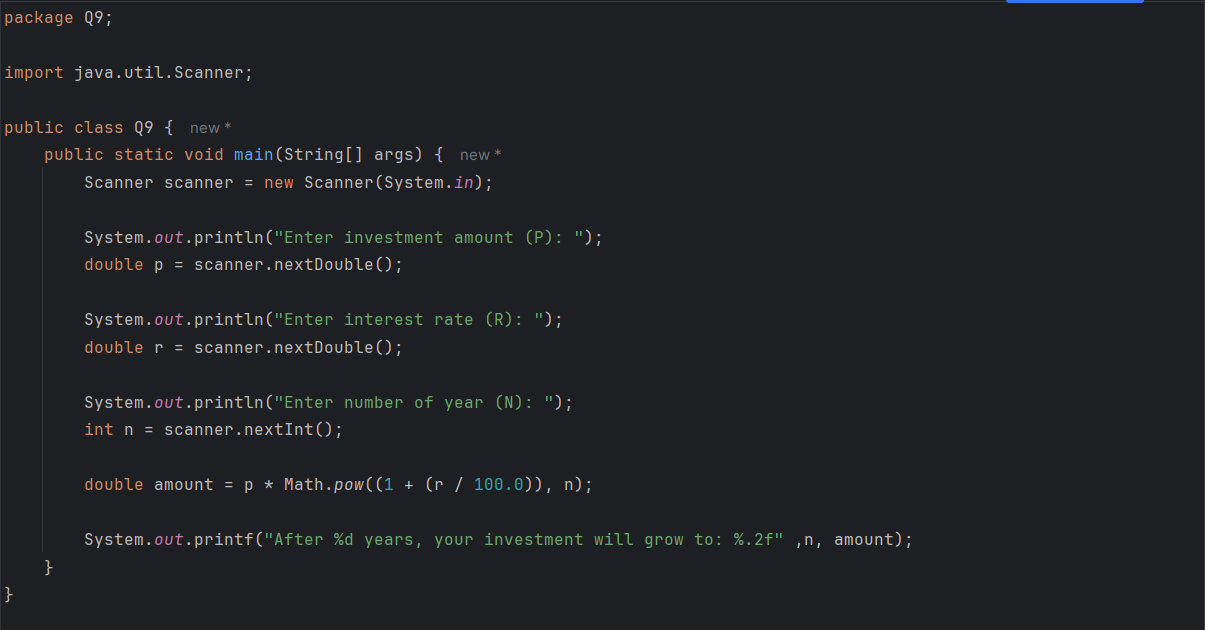 package Q9;
import java.util.Scanner;
public class Q9 {  new *
    public static void main(String[] args) {  new *
        Scanner scanner = new Scanner(System.in);
        System.out.println("Enter investment amount (P): ");
        double p = scanner.nextDouble();
        System.out.println("Enter interest rate (R): ");
        double r = scanner.nextDouble();
        System.out.println("Enter number of year (N): ");
        int n = scanner.nextInt();
        double amount = p * Math.pow((1 + (r / 100.0)), n);
        System.out.printf("After %d years, your investment will grow to: %.2f" ,n, amount);
    }
}